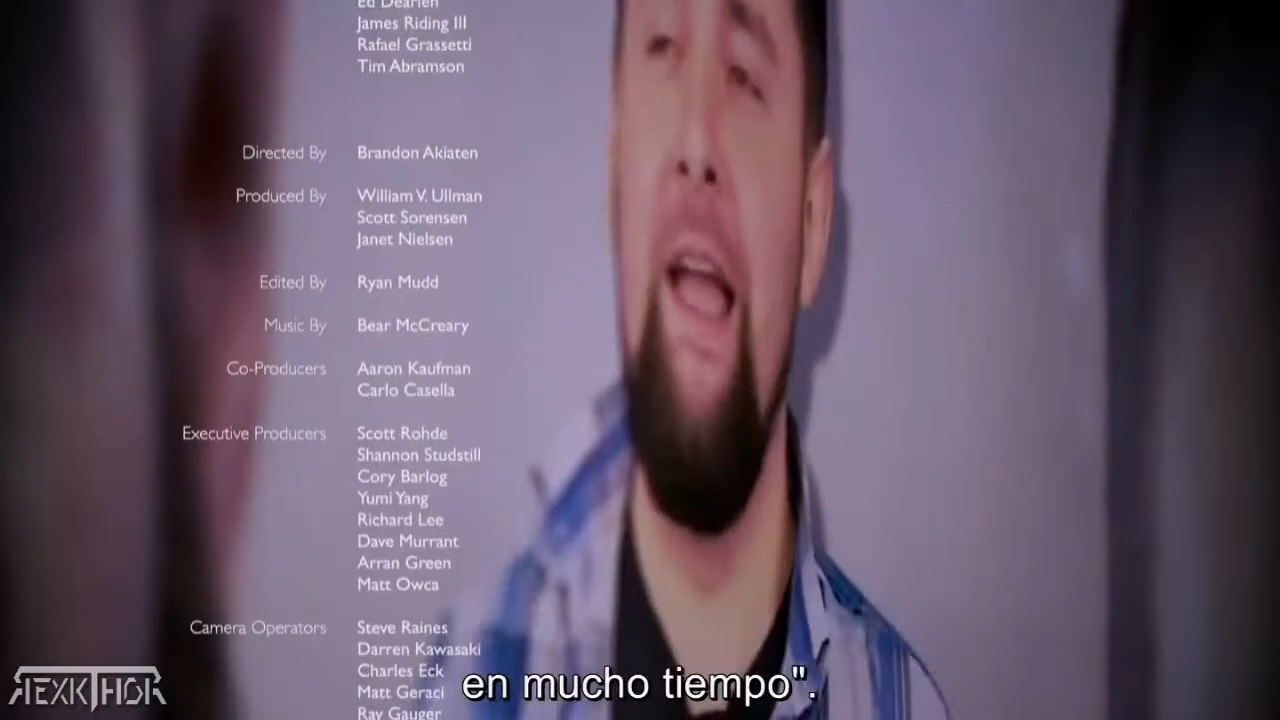 Ed Dearien
James Riding III
Rafael Grassetti
Tim Abramson
Directed By Brandon Akiaten
Produced By William V. Ullman
Scott Sorensen
Janet Nielsen
Edited By Ryan Mudd
Music By Bear McCreary
Co-Producers Aaron Kaufman
Carlo Casella
Executive Producers Scott Rohde
Shannon Studstill
Cory Barlog
Yumi Yang
Richard Lee
Dave Murrant
Arran Green
Matt Owca
Camera Operators Steve Raines
Darren Kawasaki
Charles Eck
Matt Geraci
Ray Gauger
en mucho tiempo".
TEXKTHOR